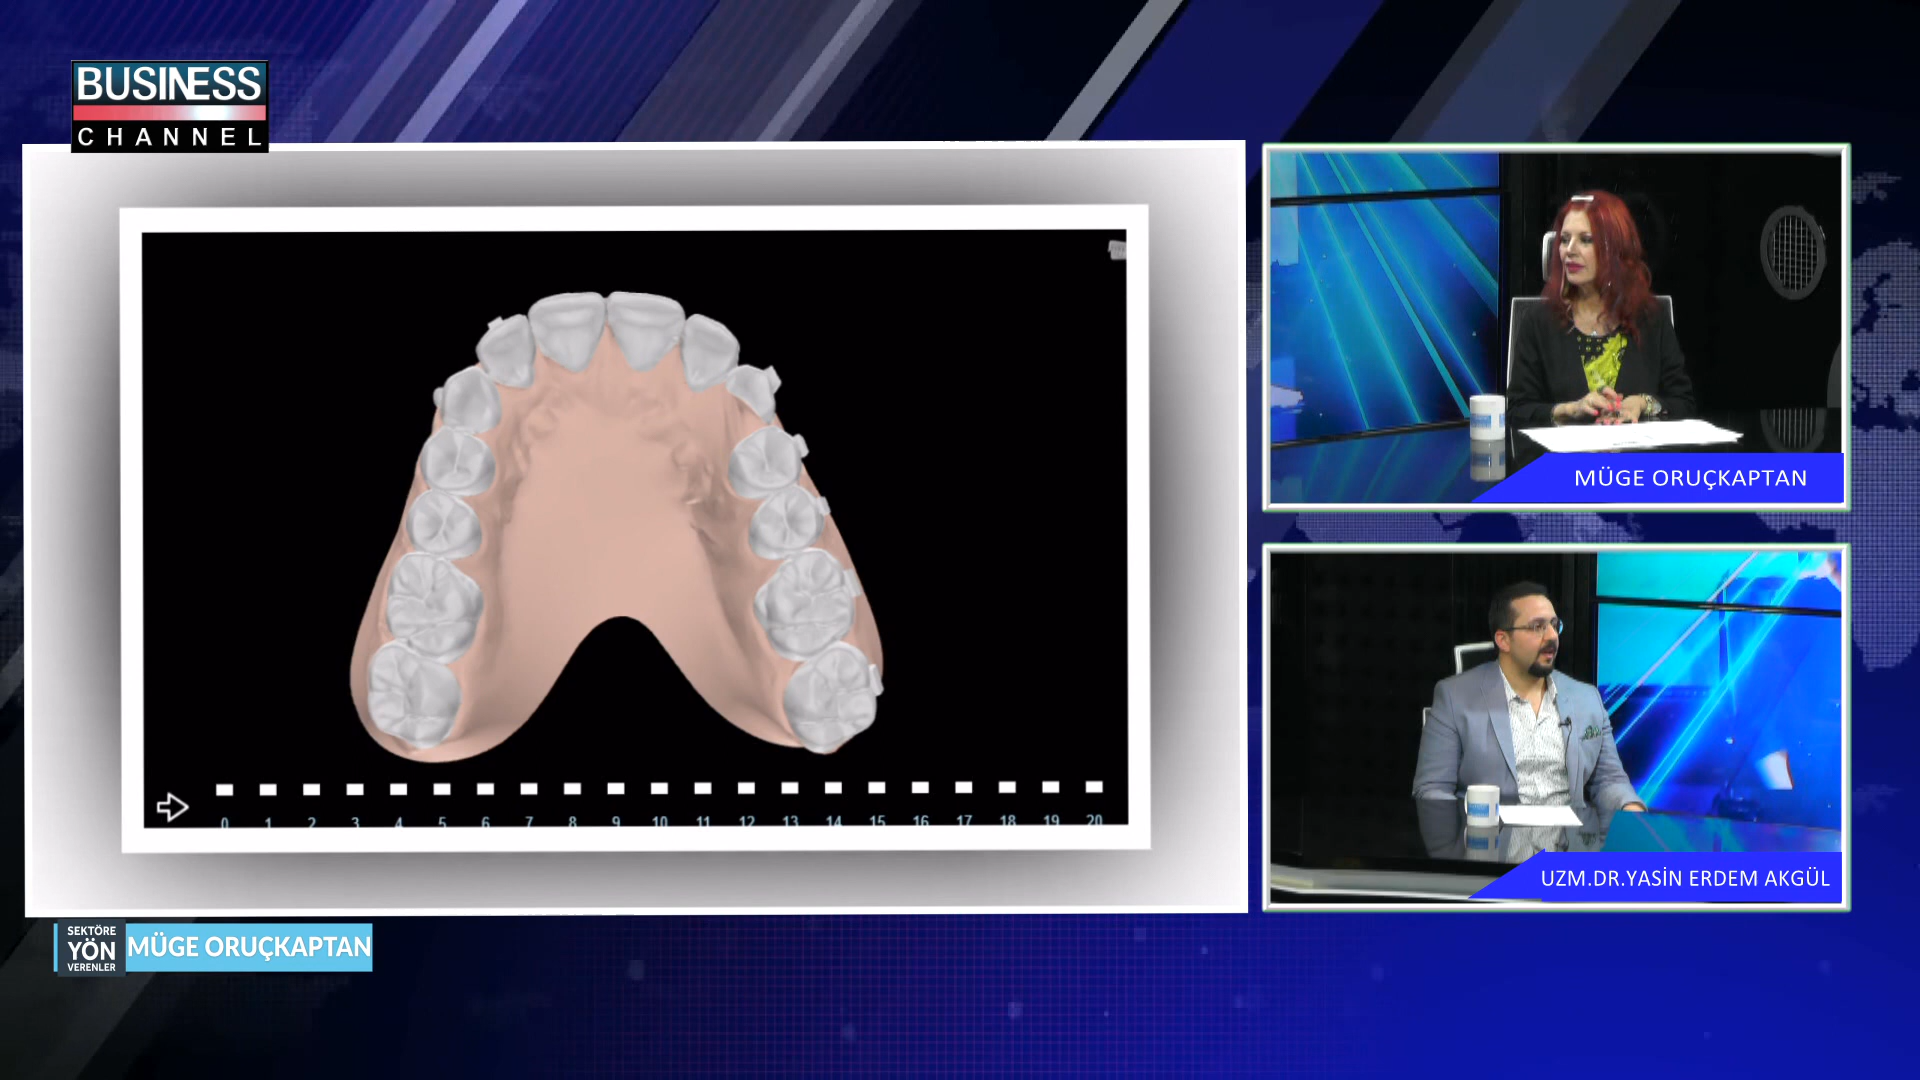 BUSINESS
CHANNEL
MÜGE ORUÇKAPTAN
UZM.DR.YASİN ERDEM AKGÜL
0 1 2 3 4 5 6 7 8 9 10 11 12 13 14 15 16 17 18 19 20
SEKTÖRE
YÖN
VERENLER
MÜGE ORUÇKAPTAN